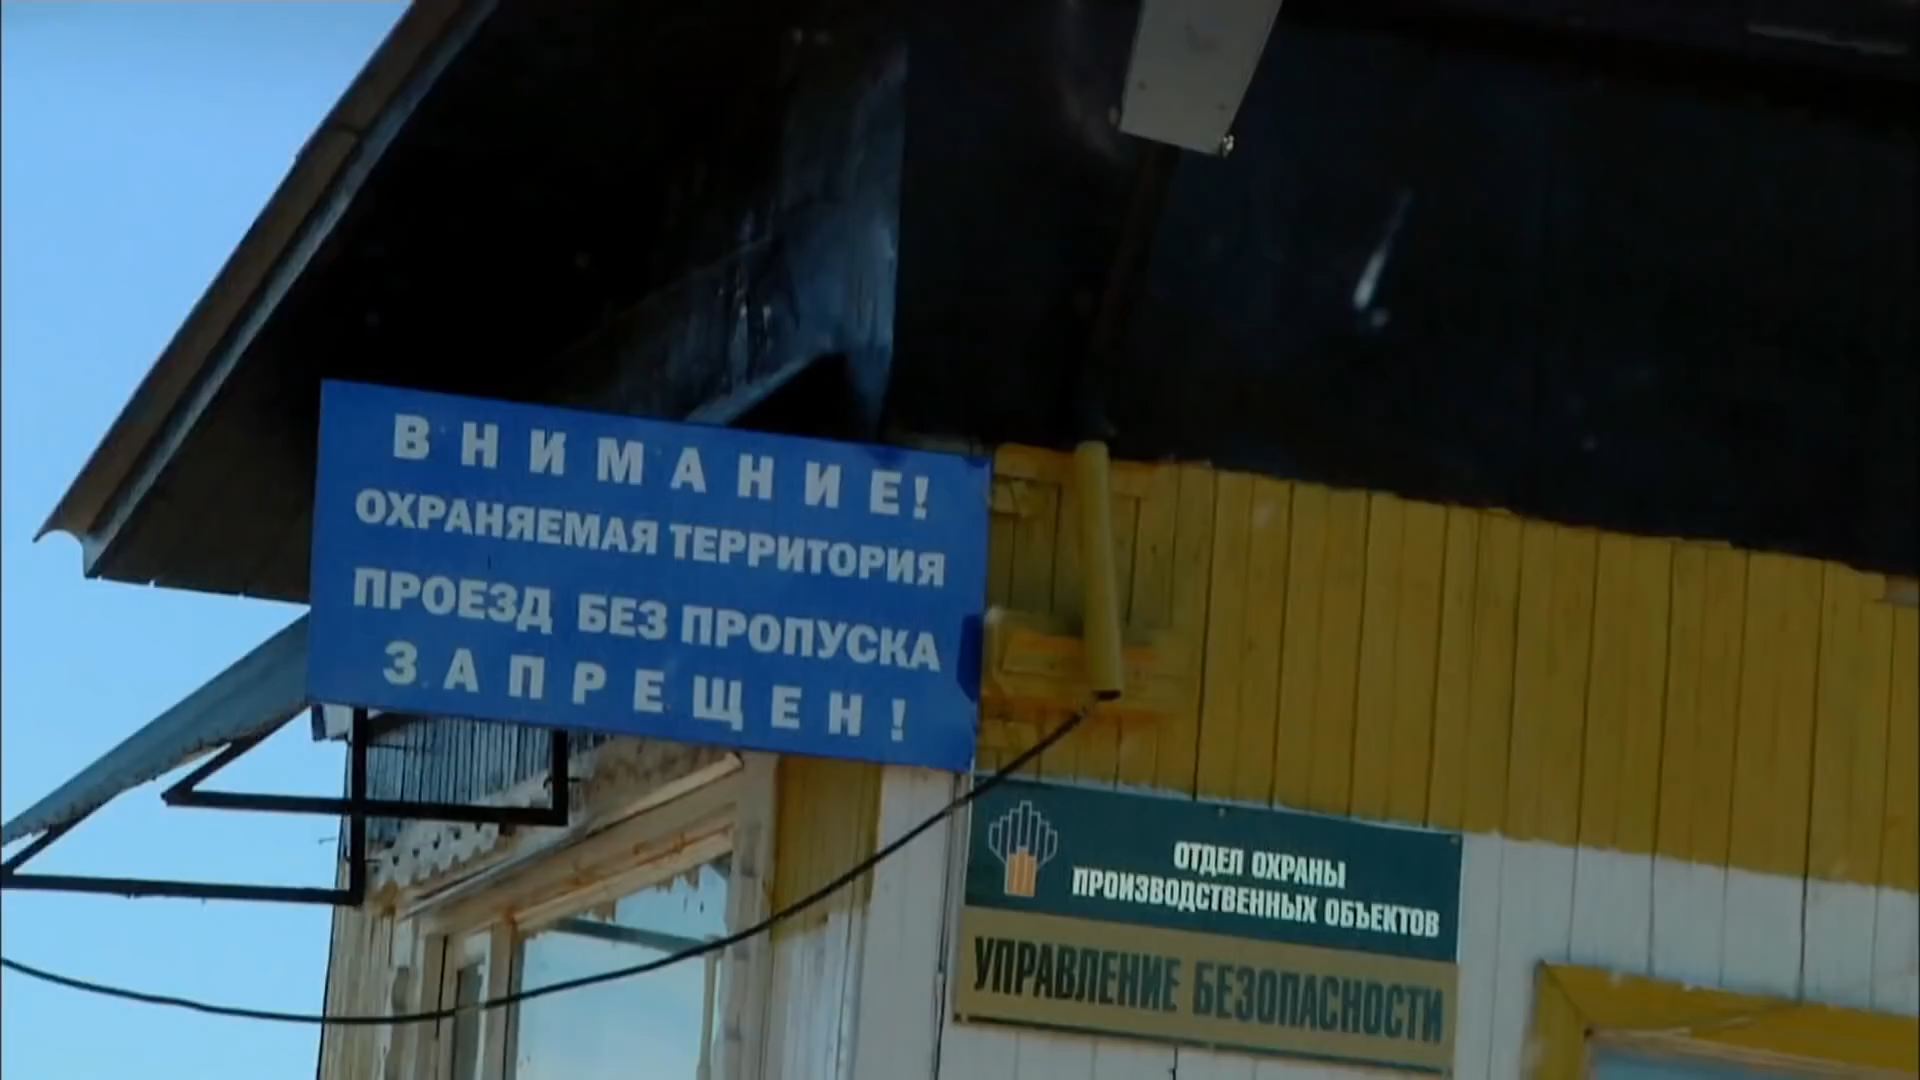 ВНИМАНИЕ!
ОХРАНЯЕМАЯ ТЕРРИТОРИЯ
ПРОЕЗД БЕЗ ПРОПУСКА
ЗАПРЕЩЕН!
ОТДЕЛ ОХРАНЫ
ПРОИЗВОДСТВЕННЫХ ОБЪЕКТОВ
УПРАВЛЕНИЕ БЕЗОПАСНОСТИ